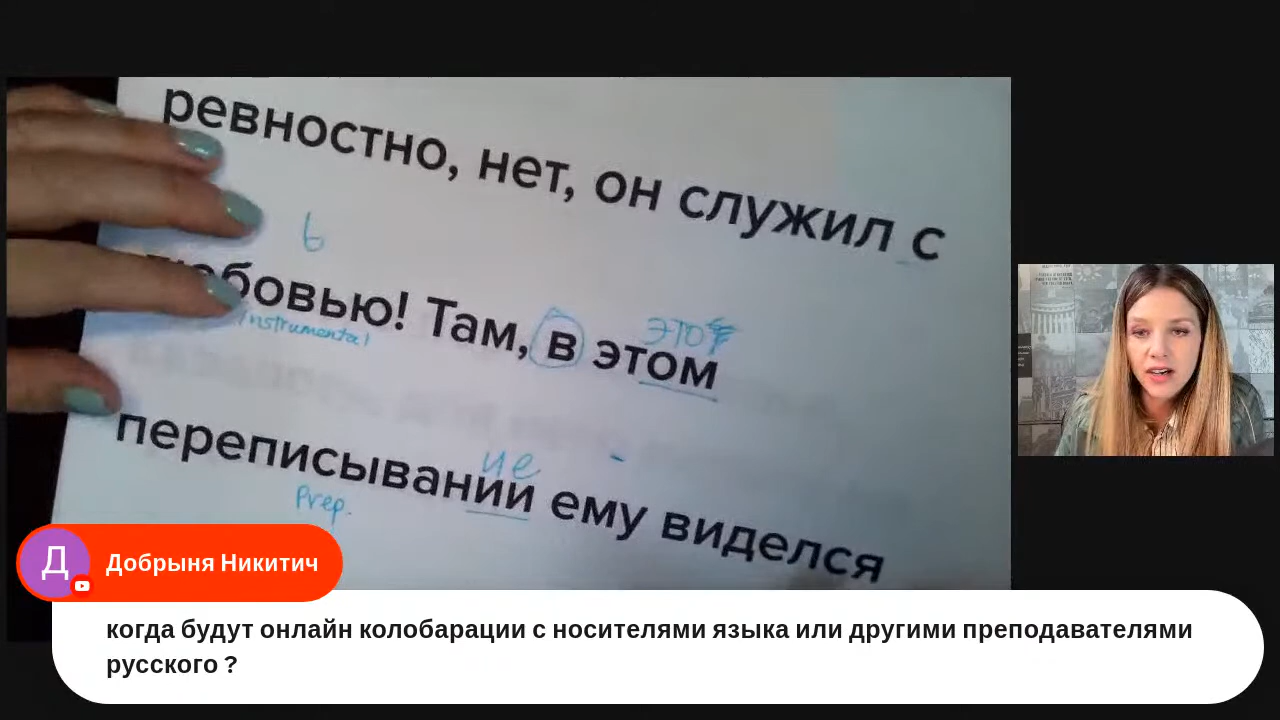 ревностно, нет, он служил с
ь
любовью! Там, в этом
instrumental
это
переписывании ему виделся
ие
Prep.
Д
Добрыня Никитич
когда будут онлайн колобарации с носителями языка или другими преподавателями
русского ?